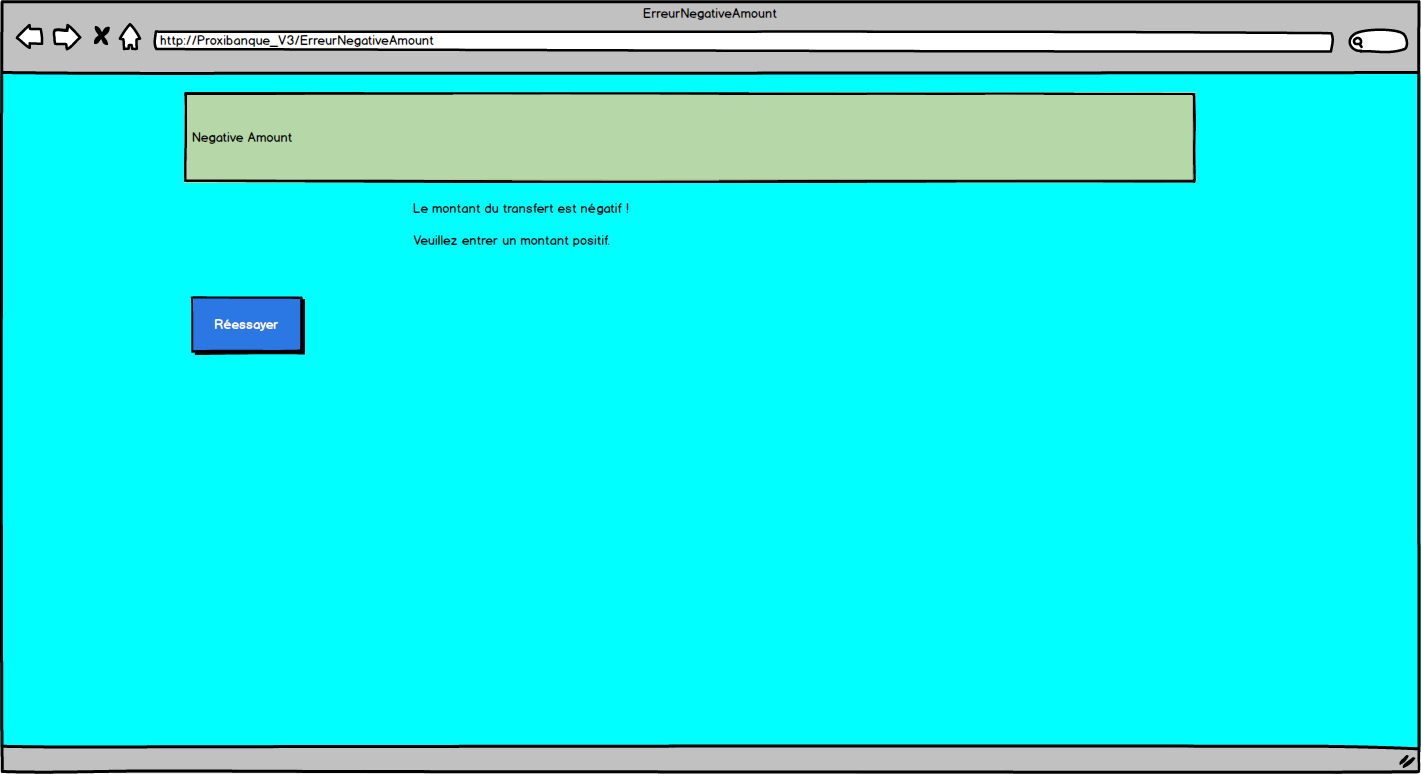 ErreurNegativeAmount
http://Proxibanque_V3/ErreurNegativeAmount
Negative Amount
Le montant du transfert est négatif !
Veuillez entrer un montant positif.
Réessayer